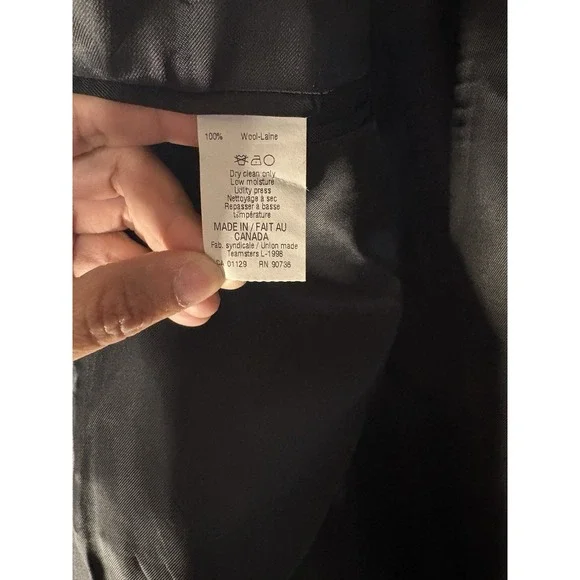 100% Wool-Laine
Dry clean only
Low moisture
Utility press
Nettoyage à sec
Repasser à basse
température
MADE IN / FAIT AU
CANADA
Fab. syndicale / Union made
Teamsters L-1998
CA 01129 RN 90736